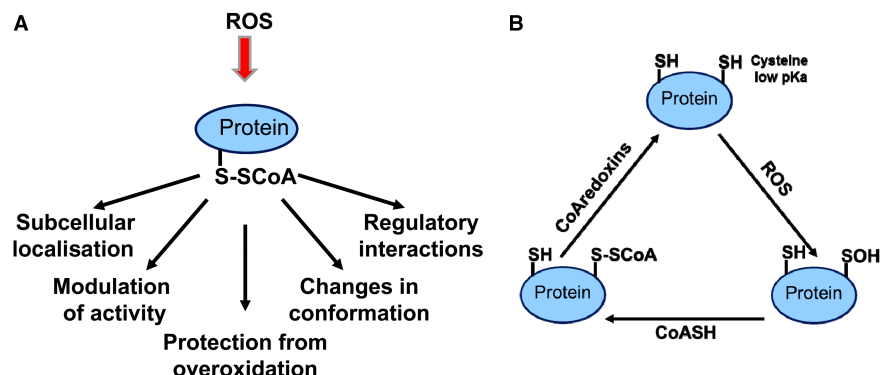 A
ROS
Protein
S-SCoA
Subcellular
localisation
Regulatory
interactions
Modulation
of activity
Changes in
conformation
Protection from
overoxidation
B
SH
SH
Cysteine
low pKa
Protein
CoAredoxins
ROS
SH
S-SCoA
Protein
SH
SOH
Protein
CoASH